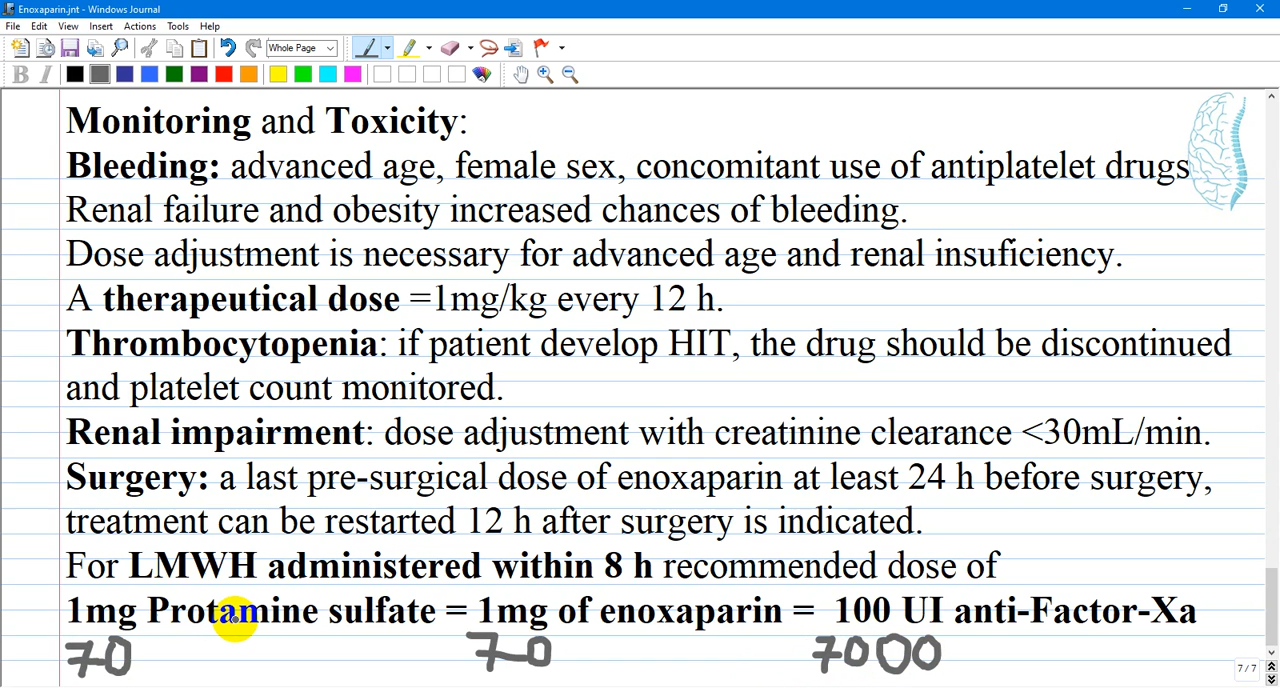 Enoxaparin.jnt - Windows Journal
File Edit View Insert Actions Tools Help
Whole Page
B I
Monitoring and Toxicity:
Bleeding: advanced age, female sex, concomitant use of antiplatelet drugs
Renal failure and obesity increased chances of bleeding.
Dose adjustment is necessary for advanced age and renal insuficiency.
A therapeutical dose =1mg/kg every 12 h.
Thrombocytopenia: if patient develop HIT, the drug should be discontinued
and platelet count monitored.
Renal impairment: dose adjustment with creatinine clearance <30mL/min.
Surgery: a last pre-surgical dose of enoxaparin at least 24 h before surgery,
treatment can be restarted 12 h after surgery is indicated.
For LMWH administered within 8 h recommended dose of
1mg Protamine sulfate = 1mg of enoxaparin = 100 UI anti-Factor-Xa
70 70 7000
7/7